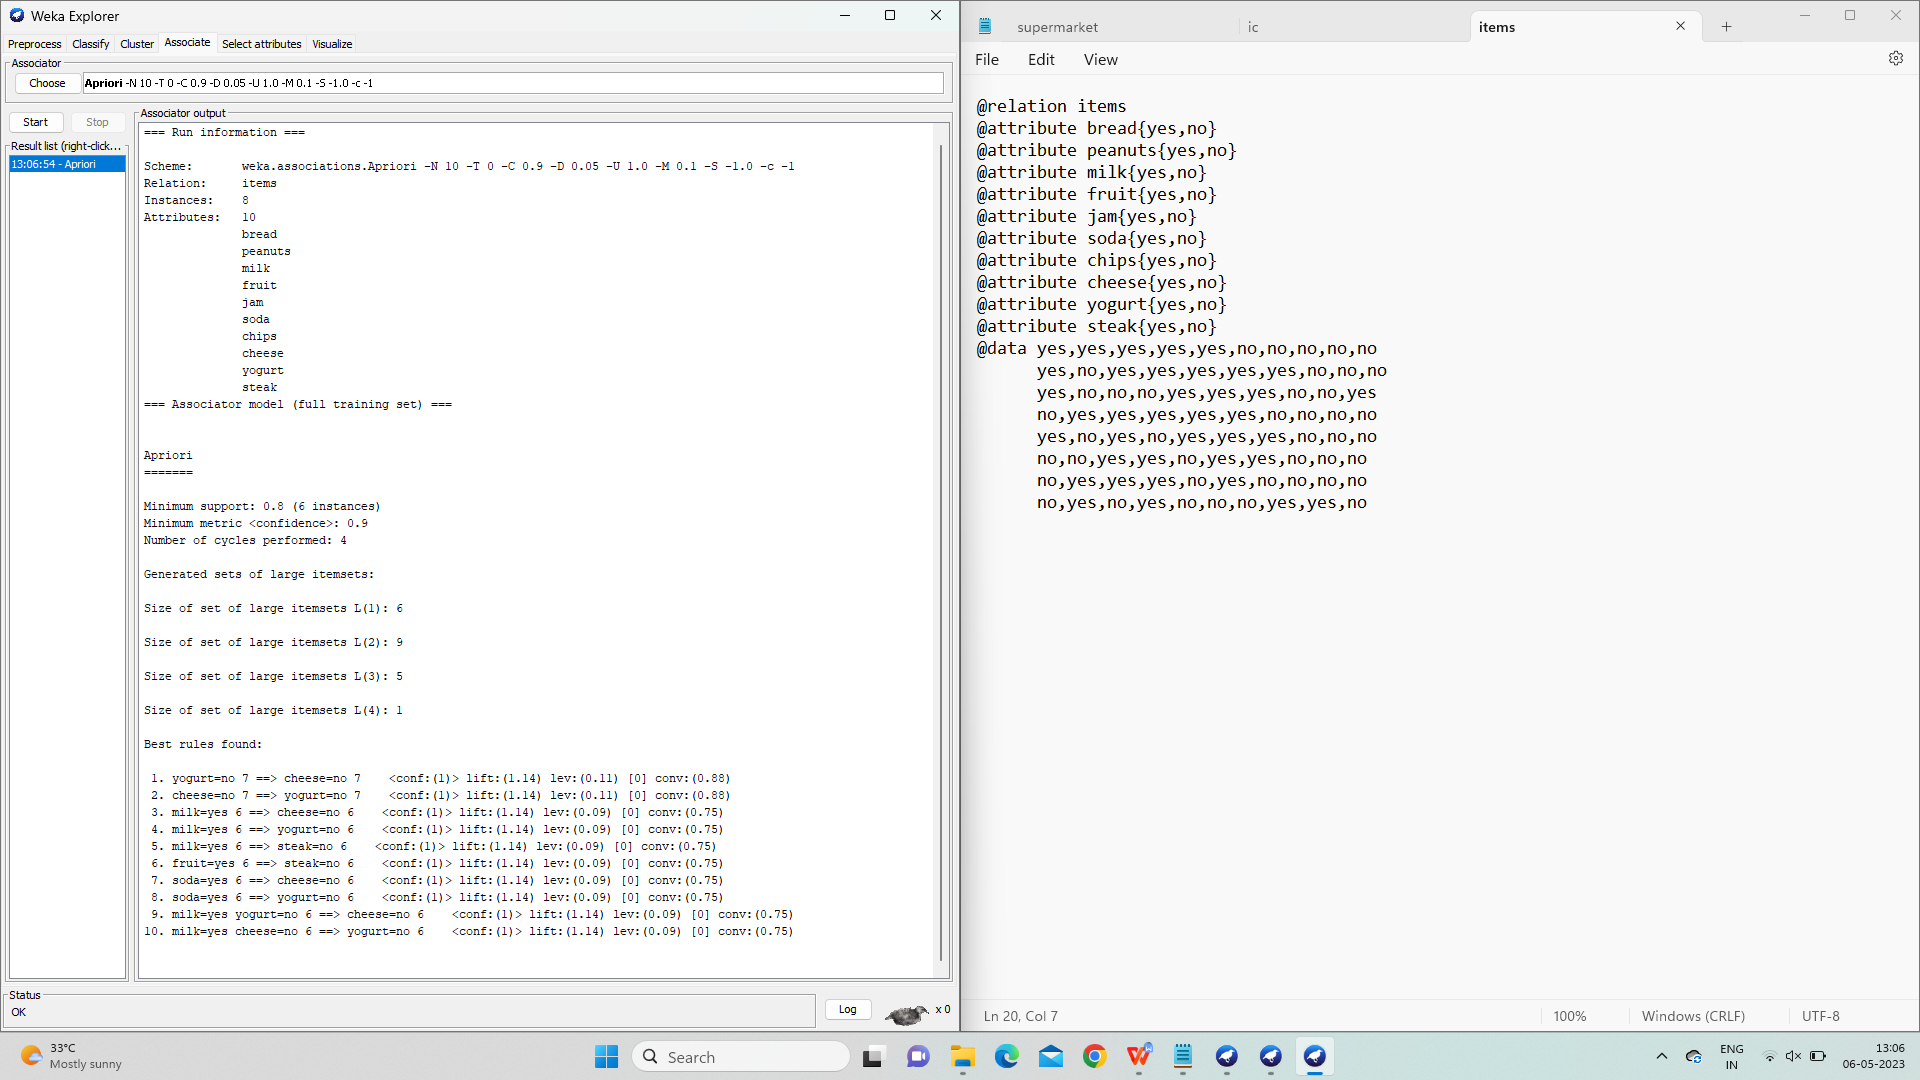 Weka Explorer
Preprocess Classify Cluster Associate Select attributes Visualize
Associator
Choose Apriori -N 10 -T 0 -C 0.9 -D 0.05 -U 1.0 -M 0.1 -S -1.0 -c -1
Start Stop
Result list (right-click...
13:06:54 - Apriori
Associator output
=== Run information ===
Scheme: weka.associations.Apriori -N 10 -T 0 -C 0.9 -D 0.05 -U 1.0 -M 0.1 -S -1.0 -c -1
Relation: items
Instances: 8
Attributes: 10
bread
peanuts
milk
fruit
jam
soda
chips
cheese
yogurt
steak
=== Associator model (full training set) ===
Apriori
=======
Minimum support: 0.8 (6 instances)
Minimum metric <confidence>: 0.9
Number of cycles performed: 4
Generated sets of large itemsets:
Size of set of large itemsets L(1): 6
Size of set of large itemsets L(2): 9
Size of set of large itemsets L(3): 5
Size of set of large itemsets L(4): 1
Best rules found:
1. yogurt=no 7 ==> cheese=no 7 <conf:(1)> lift:(1.14) lev:(0.11) [0] conv:(0.88)
2. cheese=no 7 ==> yogurt=no 7 <conf:(1)> lift:(1.14) lev:(0.11) [0] conv:(0.88)
3. milk=yes 6 ==> cheese=no 6 <conf:(1)> lift:(1.14) lev:(0.09) [0] conv:(0.75)
4. milk=yes 6 ==> yogurt=no 6 <conf:(1)> lift:(1.14) lev:(0.09) [0] conv:(0.75)
5. milk=yes 6 ==> steak=no 6 <conf:(1)> lift:(1.14) lev:(0.09) [0] conv:(0.75)
6. fruit=yes 6 ==> steak=no 6 <conf:(1)> lift:(1.14) lev:(0.09) [0] conv:(0.75)
7. soda=yes 6 ==> cheese=no 6 <conf:(1)> lift:(1.14) lev:(0.09) [0] conv:(0.75)
8. soda=yes 6 ==> yogurt=no 6 <conf:(1)> lift:(1.14) lev:(0.09) [0] conv:(0.75)
9. milk=yes yogurt=no 6 ==> cheese=no 6 <conf:(1)> lift:(1.14) lev:(0.09) [0] conv:(0.75)
10. milk=yes cheese=no 6 ==> yogurt=no 6 <conf:(1)> lift:(1.14) lev:(0.09) [0] conv:(0.75)
Status
OK
Log
x 0
supermarket ic items
File Edit View
@relation items
@attribute bread{yes,no}
@attribute peanuts{yes,no}
@attribute milk{yes,no}
@attribute fruit{yes,no}
@attribute jam{yes,no}
@attribute soda{yes,no}
@attribute chips{yes,no}
@attribute cheese{yes,no}
@attribute yogurt{yes,no}
@attribute steak{yes,no}
@data yes,yes,yes,yes,yes,no,no,no,no,no
yes,no,yes,yes,yes,yes,yes,no,no,no
yes,no,no,no,yes,yes,yes,no,no,yes
no,yes,yes,yes,yes,yes,no,no,no,no
yes,no,yes,no,yes,yes,yes,no,no,no
no,no,yes,yes,no,yes,yes,no,no,no
no,yes,yes,yes,no,yes,no,no,no,no
no,yes,no,yes,no,no,no,yes,yes,no
Ln 20, Col 7 100% Windows (CRLF) UTF-8
33°C
Mostly sunny
Search
ENG
IN
13:06
06-05-2023